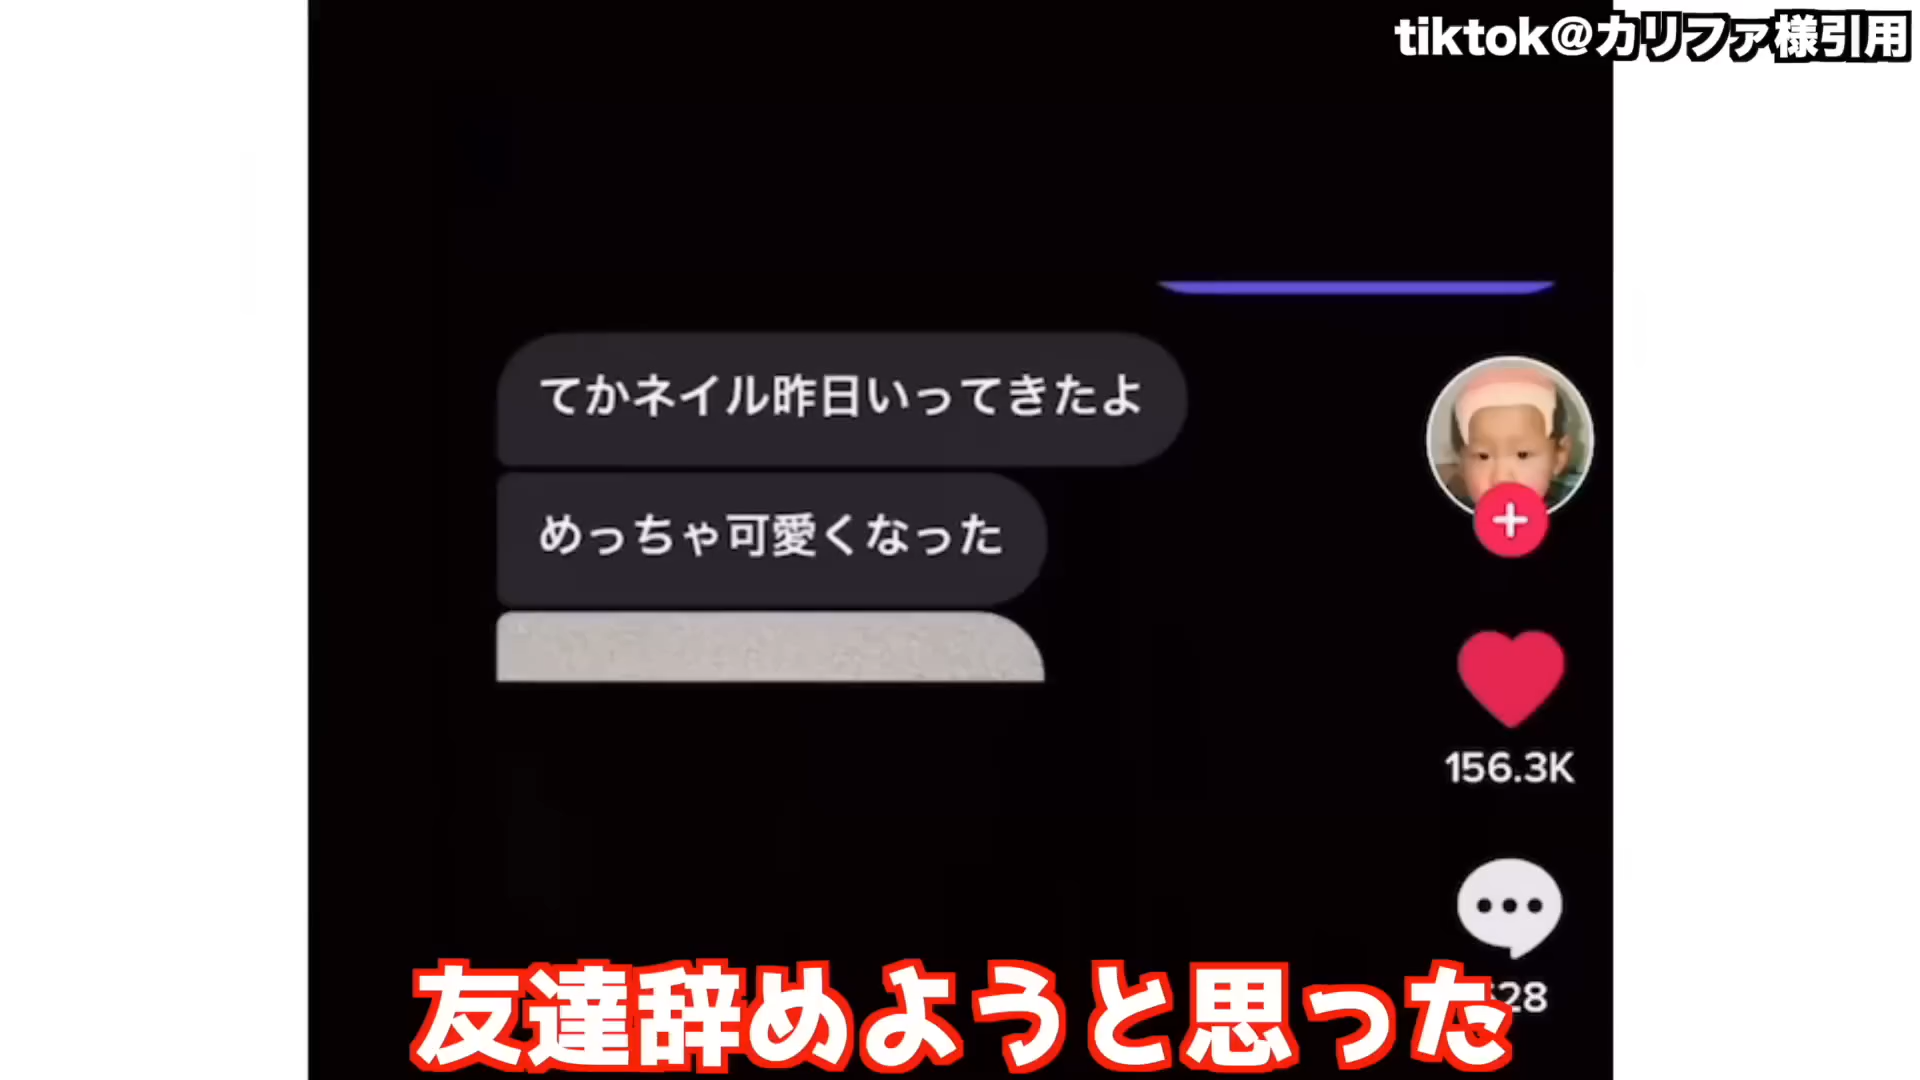 tiktok@カリファ様引用
てかネイル昨日いってきたよ
めっちゃ可愛くなった
156.3K
28
友達辞めようと思った